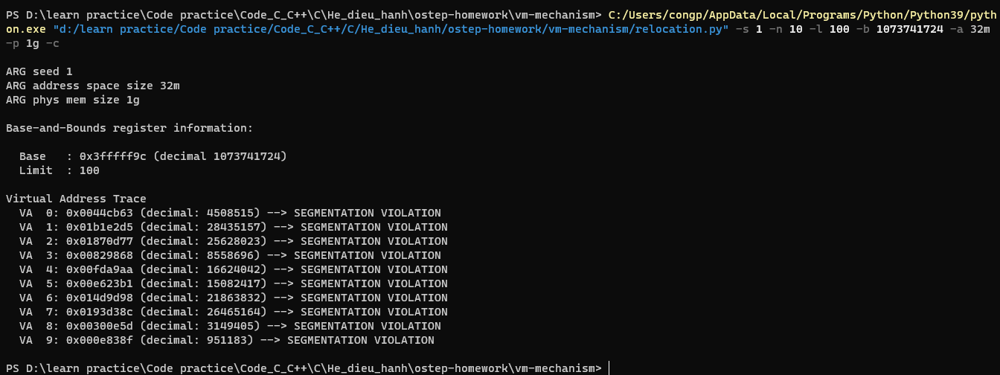 PS D:\learn practice\Code practice\Code_C_C++\C\He_dieu_hanh\ostep-homework\vm-mechanism> C:/Users/congp/AppData/Local/Programs/Python/Python39/pyth
on.exe "d:/learn practice/Code practice/Code_C_C++/C/He_dieu_hanh/ostep-homework/vm-mechanism/relocation.py" -s 1 -n 10 -l 100 -b 1073741724 -a 32m
-p 1g -c
ARG seed 1
ARG address space size 32m
ARG phys mem size 1g
Base-and-Bounds register information:
Base   : 0x3fffff9c (decimal 1073741724)
Limit  : 100
Virtual Address Trace
VA  0: 0x0044cb63 (decimal: 4508515) --> SEGMENTATION VIOLATION
VA  1: 0x01b1e2d5 (decimal: 28435157) --> SEGMENTATION VIOLATION
VA  2: 0x01870d77 (decimal: 25628023) --> SEGMENTATION VIOLATION
VA  3: 0x00829868 (decimal: 8558696) --> SEGMENTATION VIOLATION
VA  4: 0x00fda9aa (decimal: 16624042) --> SEGMENTATION VIOLATION
VA  5: 0x00e623b1 (decimal: 15082417) --> SEGMENTATION VIOLATION
VA  6: 0x014d9d98 (decimal: 21863832) --> SEGMENTATION VIOLATION
VA  7: 0x0193d38c (decimal: 26465164) --> SEGMENTATION VIOLATION
VA  8: 0x00300e5d (decimal: 3149405) --> SEGMENTATION VIOLATION
VA  9: 0x000e838f (decimal: 951183) --> SEGMENTATION VIOLATION
PS D:\learn practice\Code practice\Code_C_C++\C\He_dieu_hanh\ostep-homework\vm-mechanism>